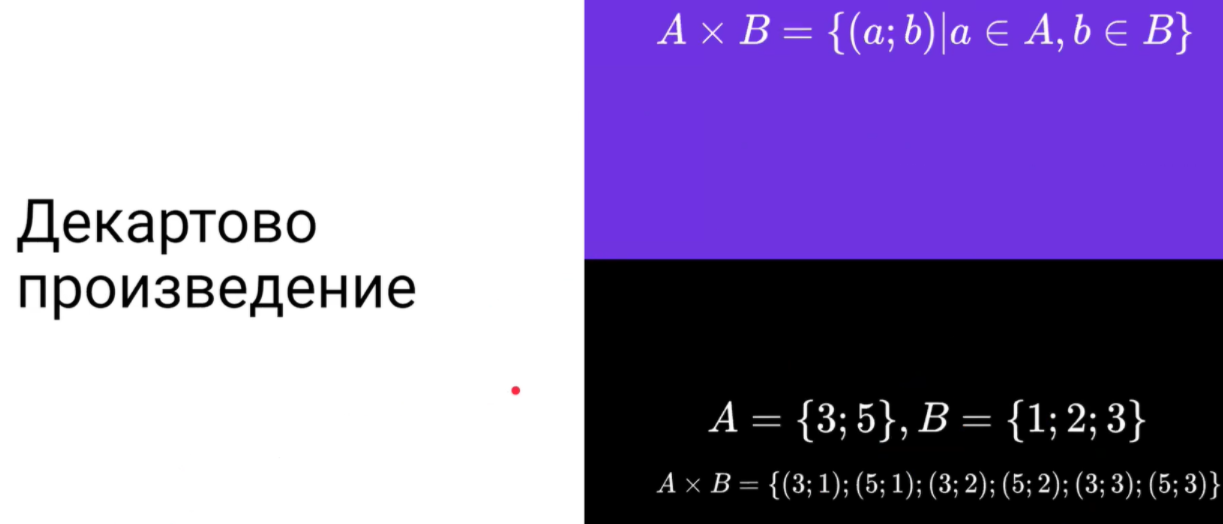 Декартово
произведение
A × B = {(a; b)|a ∈ A, b ∈ B}
A = {3; 5}, B = {1; 2; 3}
A × B = {(3; 1); (5; 1); (3; 2); (5; 2); (3; 3); (5; 3)}